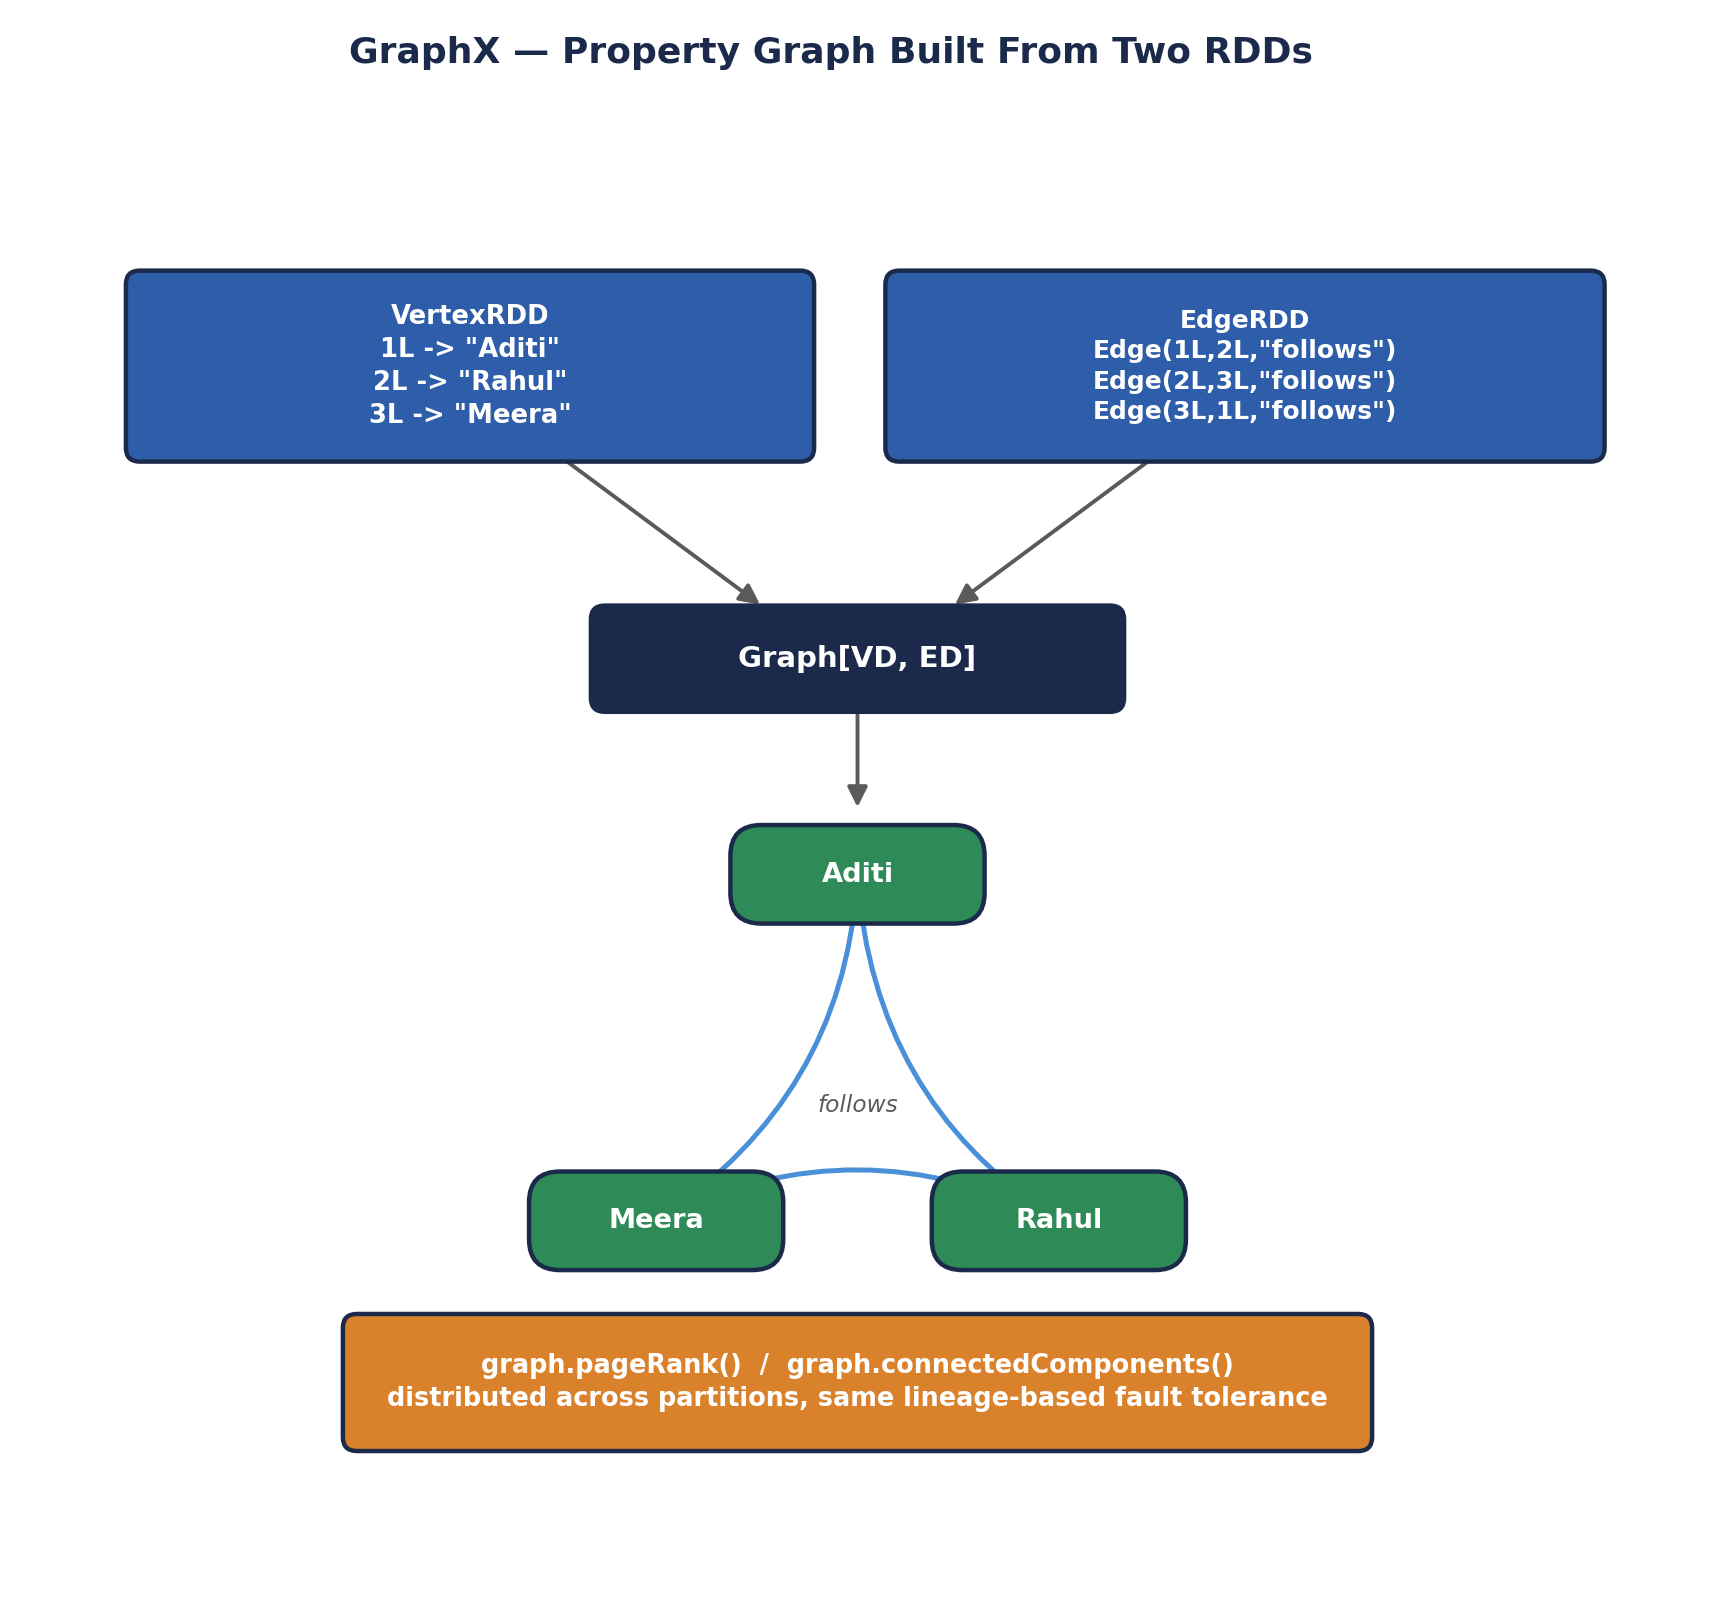 GraphX — Property Graph Built From Two RDDs
VertexRDD
1L -> "Aditi"
2L -> "Rahul"
3L -> "Meera"
EdgeRDD
Edge(1L,2L,"follows")
Edge(2L,3L,"follows")
Edge(3L,1L,"follows")
Graph[VD, ED]
Aditi
follows
Meera
Rahul
graph.pageRank()  /  graph.connectedComponents()
distributed across partitions, same lineage-based fault tolerance